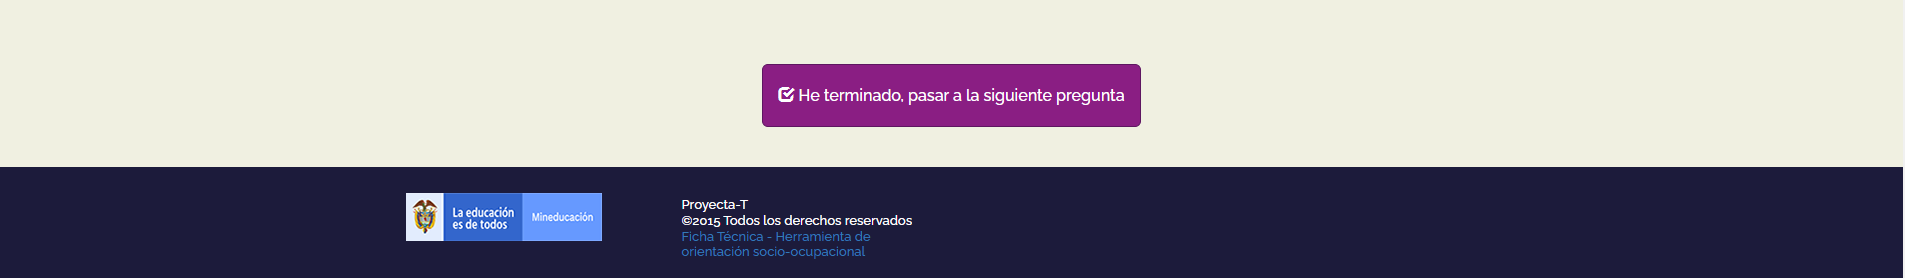 He terminado, pasar a la siguiente pregunta
La educación
es de todos
Mineducación
Proyecta-T
©2015 Todos los derechos reservados
Ficha Técnica - Herramienta de
orientación socio-ocupacional